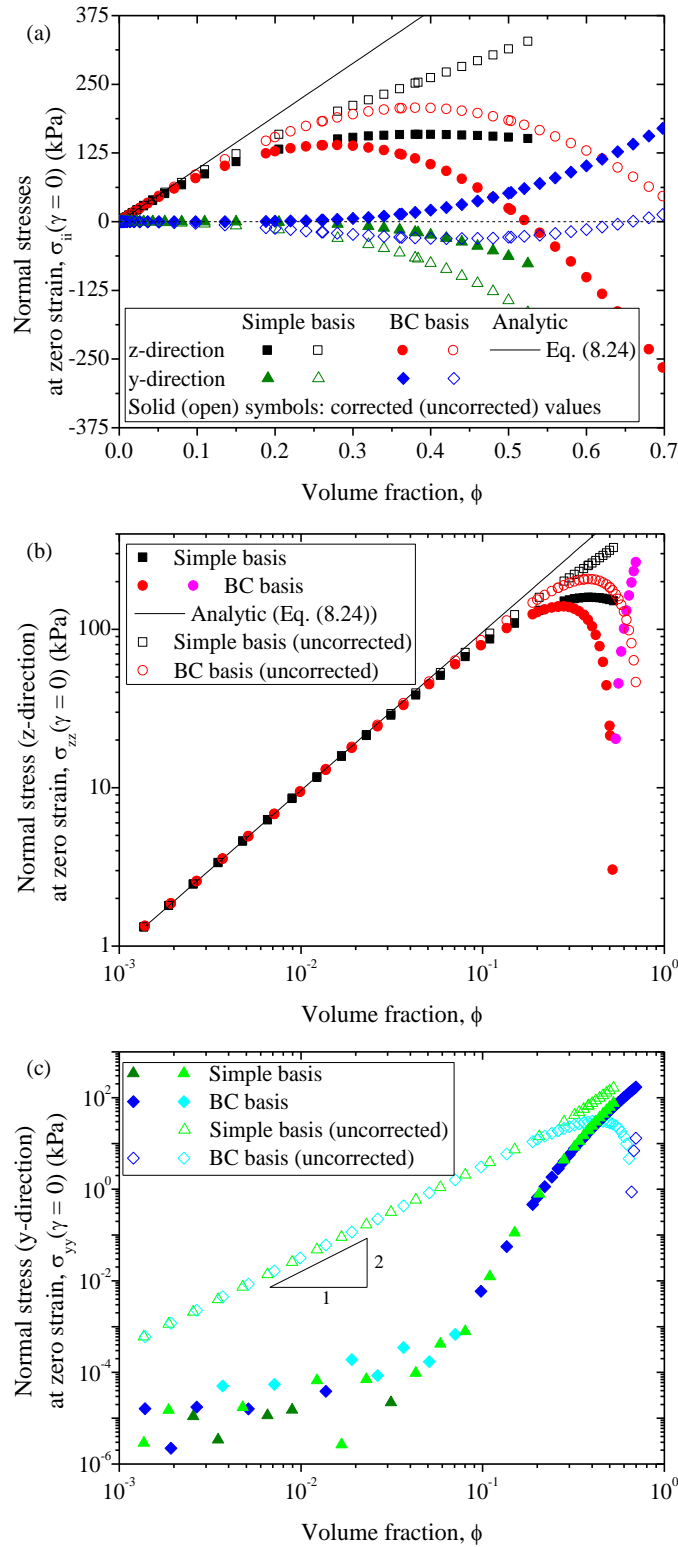 (a)
375
250
125
0
-125
-250
-375
Normal stresses
at zero strain, σii(γ = 0) (kPa)
Simple basis BC basis Analytic
z-direction Eq. (8.24)
y-direction
Solid (open) symbols: corrected (uncorrected) values
0.0 0.1 0.2 0.3 0.4 0.5 0.6 0.7
Volume fraction, ϕ
(b)
Simple basis
BC basis
Analytic (Eq. (8.24))
Simple basis (uncorrected)
BC basis (uncorrected)
100
10
1
Normal stress (z-direction)
at zero strain, σzz(γ = 0) (kPa)
10-3 10-2 10-1 100
Volume fraction, ϕ
(c)
Simple basis
BC basis
Simple basis (uncorrected)
BC basis (uncorrected)
102
100
10-2
10-4
10-6
2
1
Normal stress (y-direction)
at zero strain, σyy(γ = 0) (kPa)
10-3 10-2 10-1 100
Volume fraction, ϕ